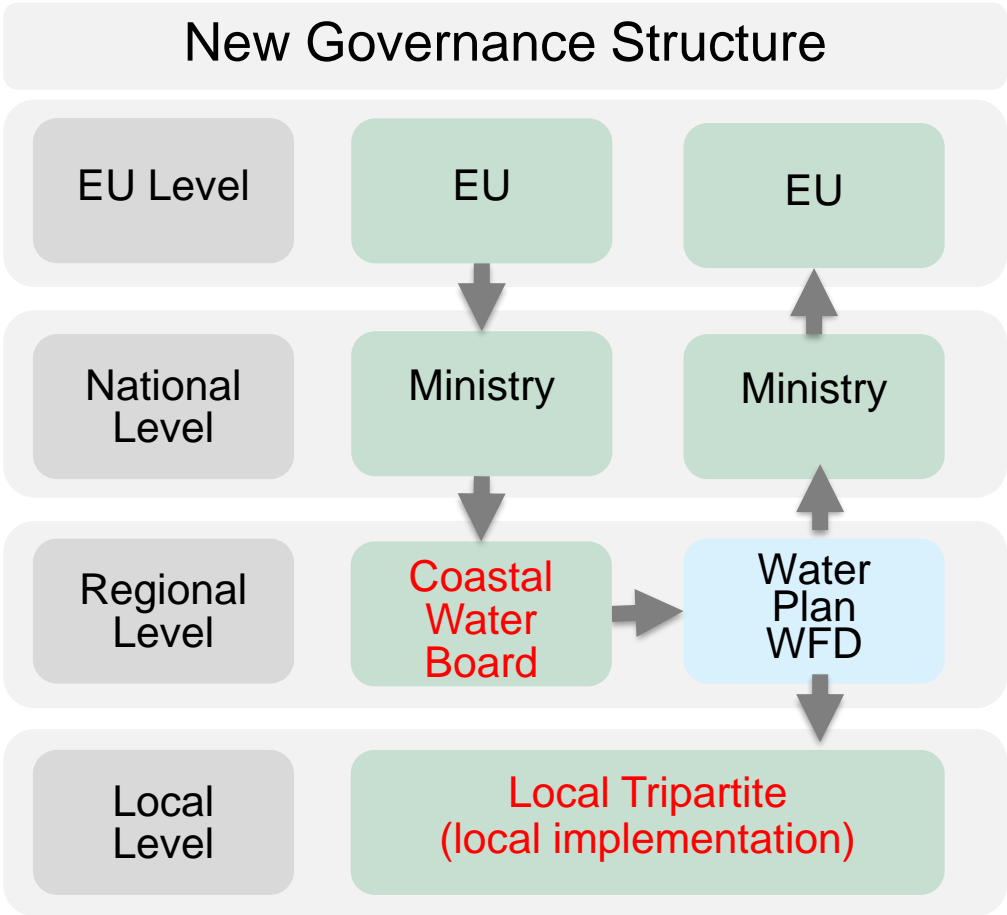 New Governance Structure
EU Level
EU
EU
National
Level
Ministry
Ministry
Regional
Level
Coastal
Water
Board
Water
Plan
WFD
Local
Level
Local Tripartite
(local implementation)